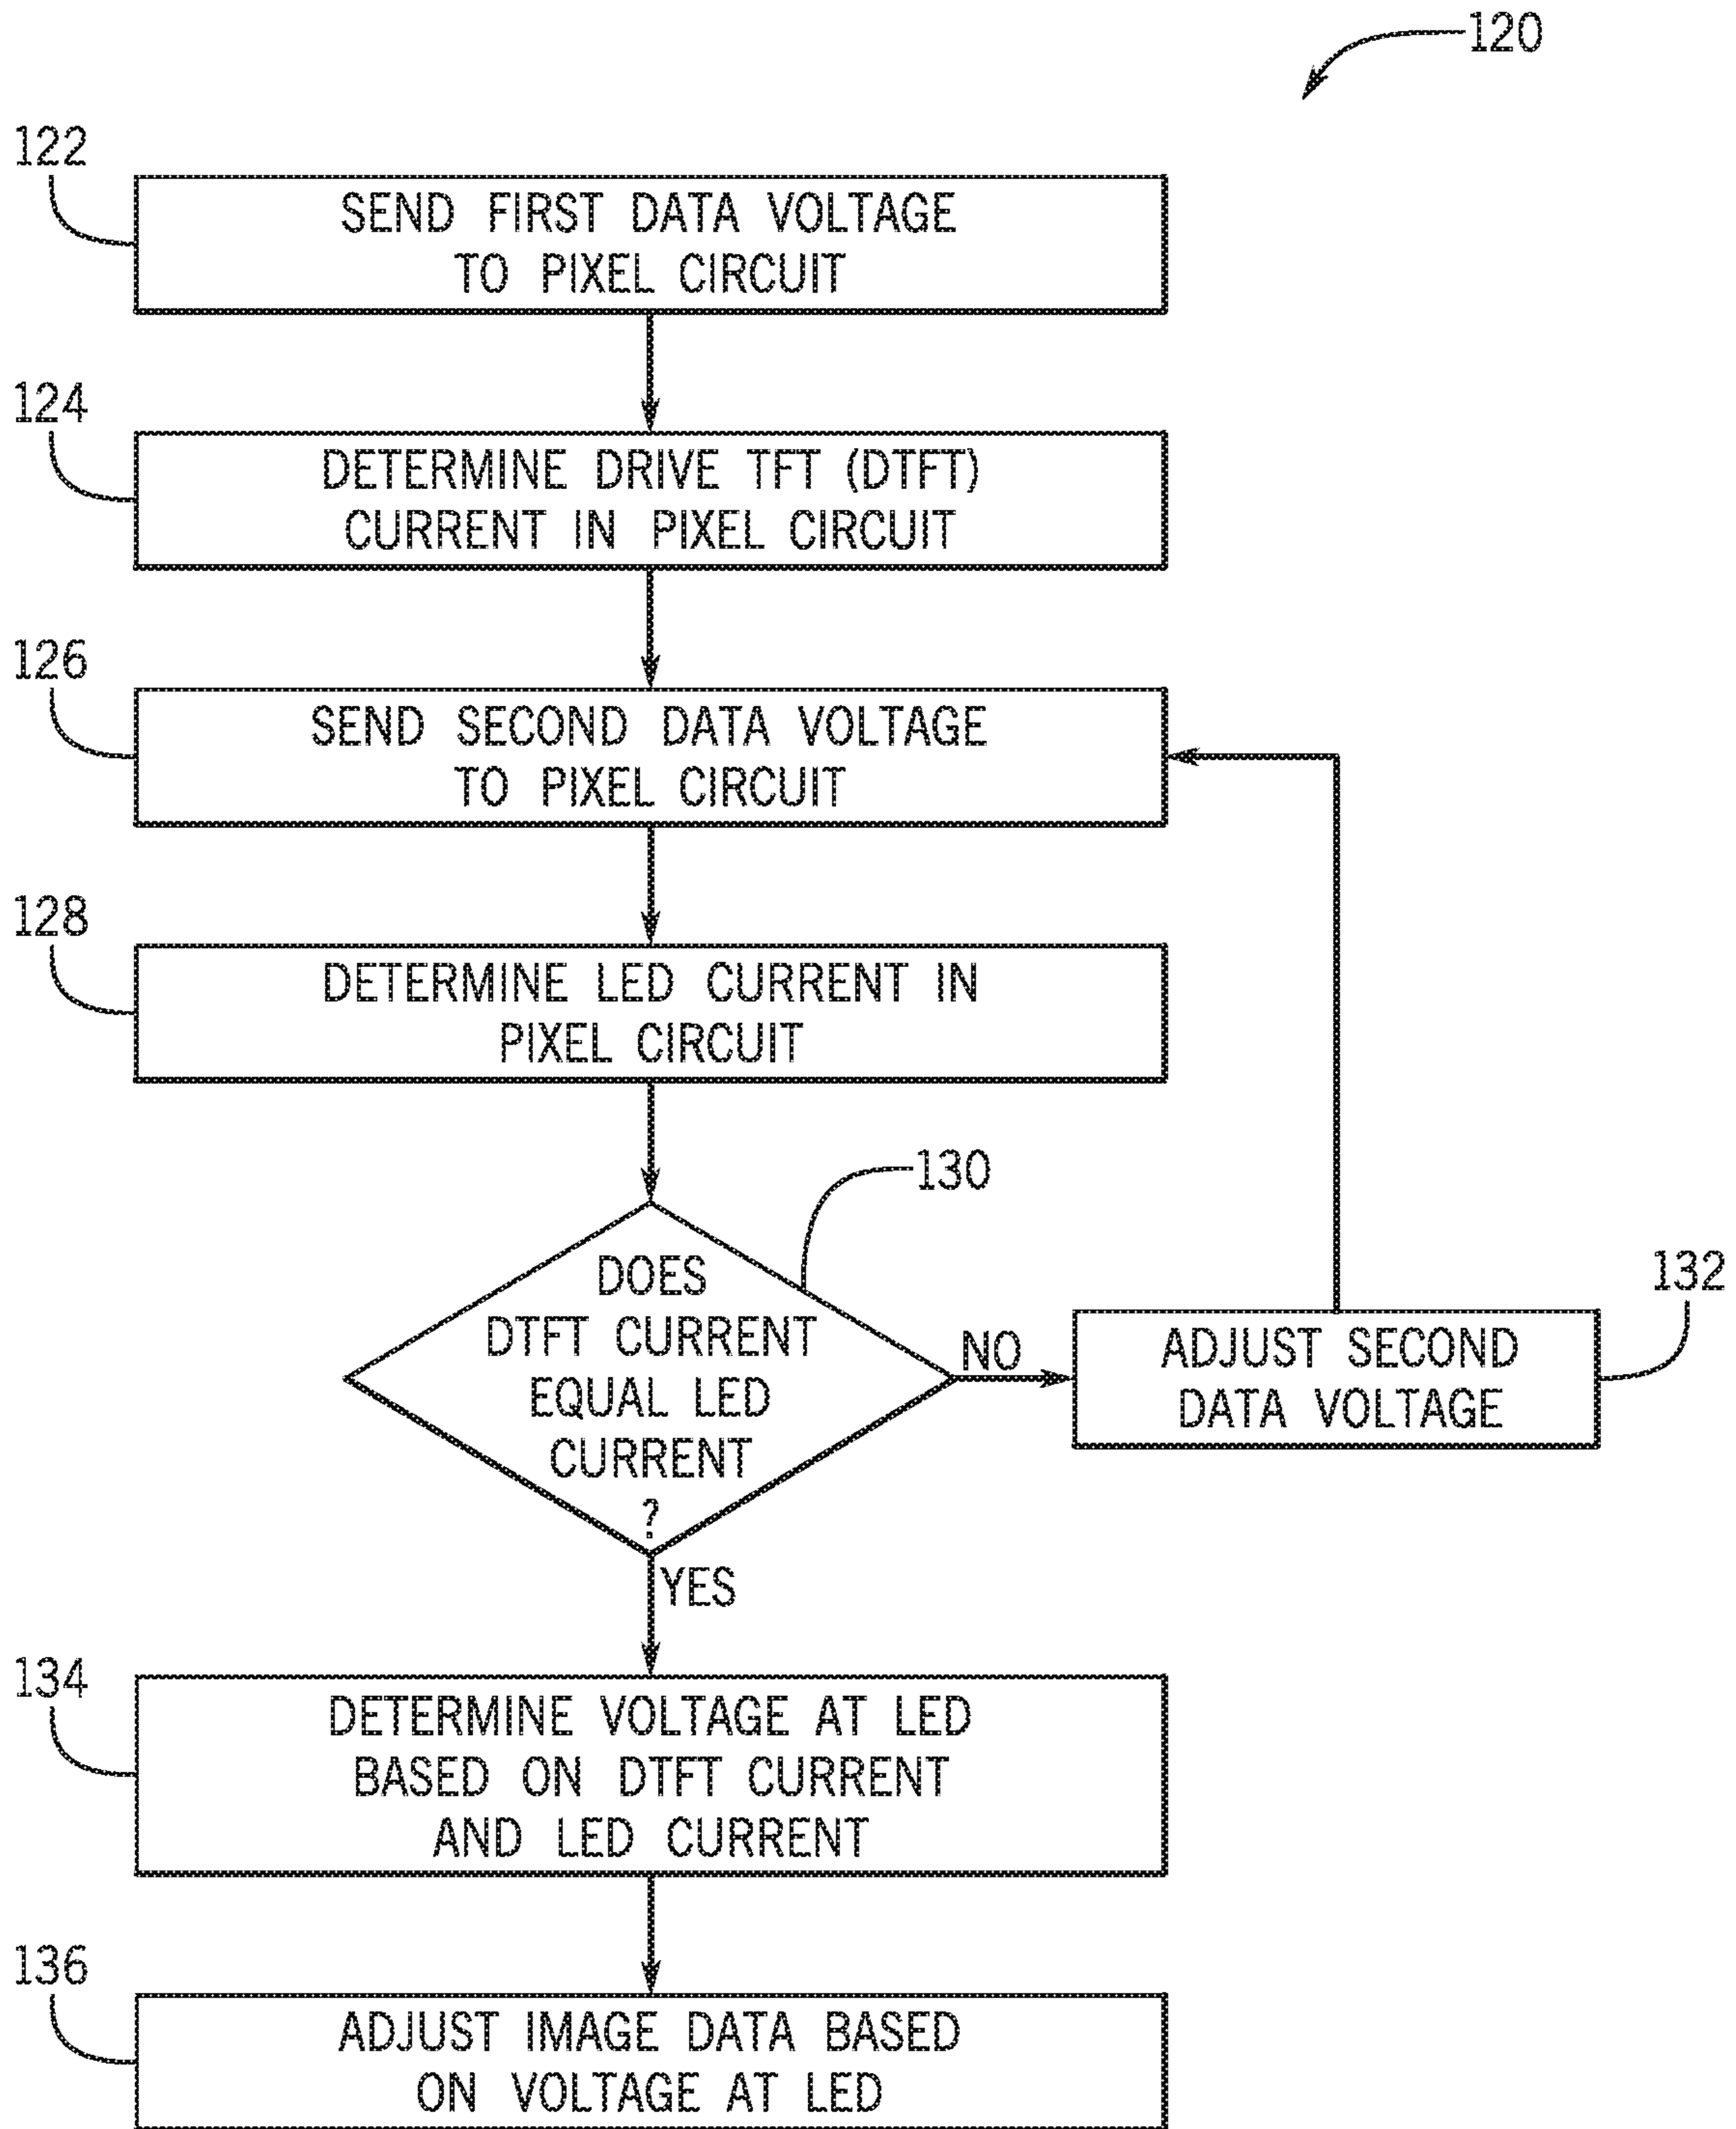 120
122
SEND FIRST DATA VOLTAGE
TO PIXEL CIRCUIT
124
DETERMINE DRIVE TFT (DTFT)
CURRENT IN PIXEL CIRCUIT
126
SEND SECOND DATA VOLTAGE
TO PIXEL CIRCUIT
128
DETERMINE LED CURRENT IN
PIXEL CIRCUIT
130
DOES
DTFT CURRENT
EQUAL LED
CURRENT
?
NO
132
ADJUST SECOND
DATA VOLTAGE
YES
134
DETERMINE VOLTAGE AT LED
BASED ON DTFT CURRENT
AND LED CURRENT
136
ADJUST IMAGE DATA BASED
ON VOLTAGE AT LED